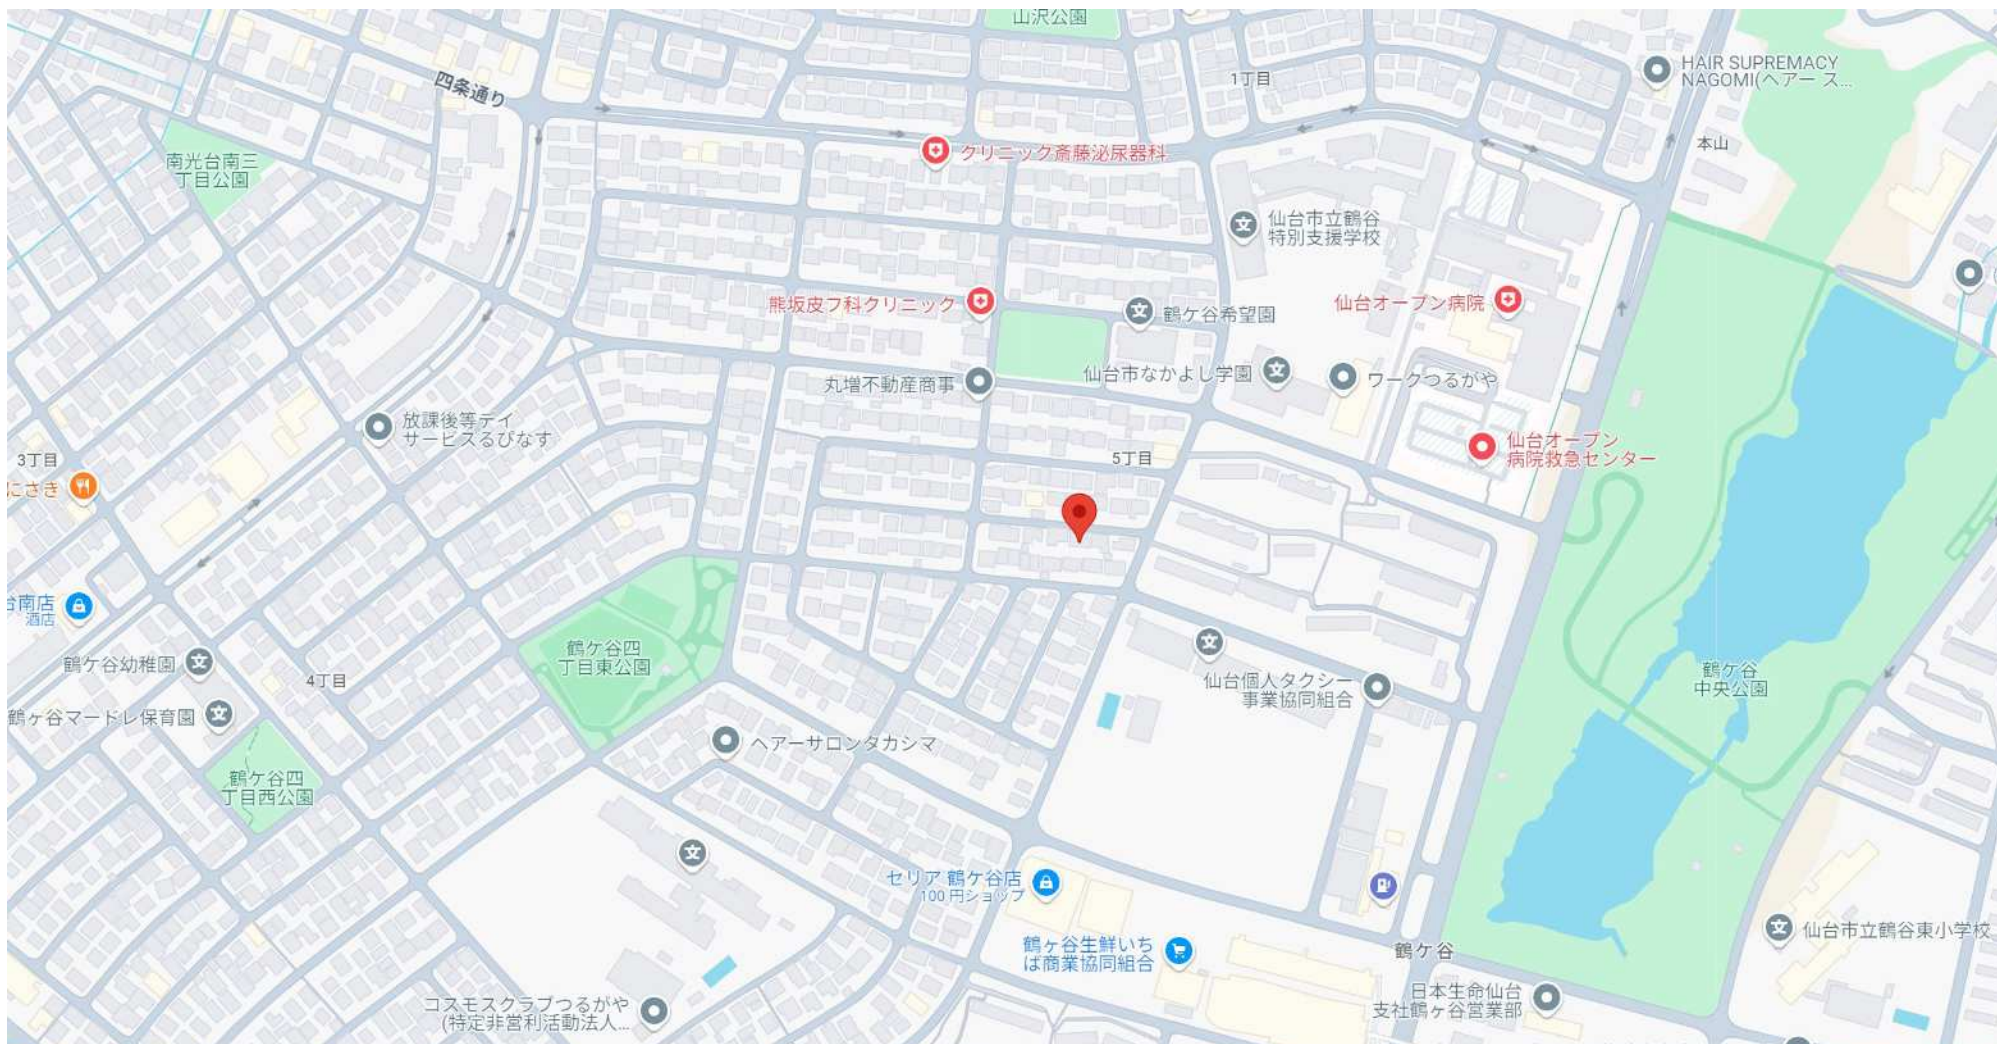 山沢公園
HAIR SUPREMACY
NAGOMI(ヘアー ス...
1丁目
四条通り
本山
クリニック斎藤泌尿器科
南光台南三
丁目公園
仙台市立鶴谷
特別支援学校
熊坂皮フ科クリニック
鶴ケ谷希望園
仙台オープン病院
丸増不動産商事
仙台市なかよし学園
ワークつるがや
放課後等デイ
サービスるぴなす
3丁目
にさき
5丁目
仙台オープン
病院救急センター
台南店
酒店
鶴ケ谷幼稚園
4丁目
鶴ケ谷四
丁目東公園
仙台個人タクシー
事業協同組合
鶴ケ谷
中央公園
鶴ヶ谷マードレ保育園
ヘアーサロンタカシマ
鶴ケ谷四
丁目西公園
セリア 鶴ケ谷店
100 円ショップ
鶴ヶ谷生鮮いち
ば商業協同組合
鶴ケ谷
仙台市立鶴谷東小学校
コスモスクラブつるがや
(特定非営利活動法人...
日本生命仙台
支社鶴ヶ谷営業部